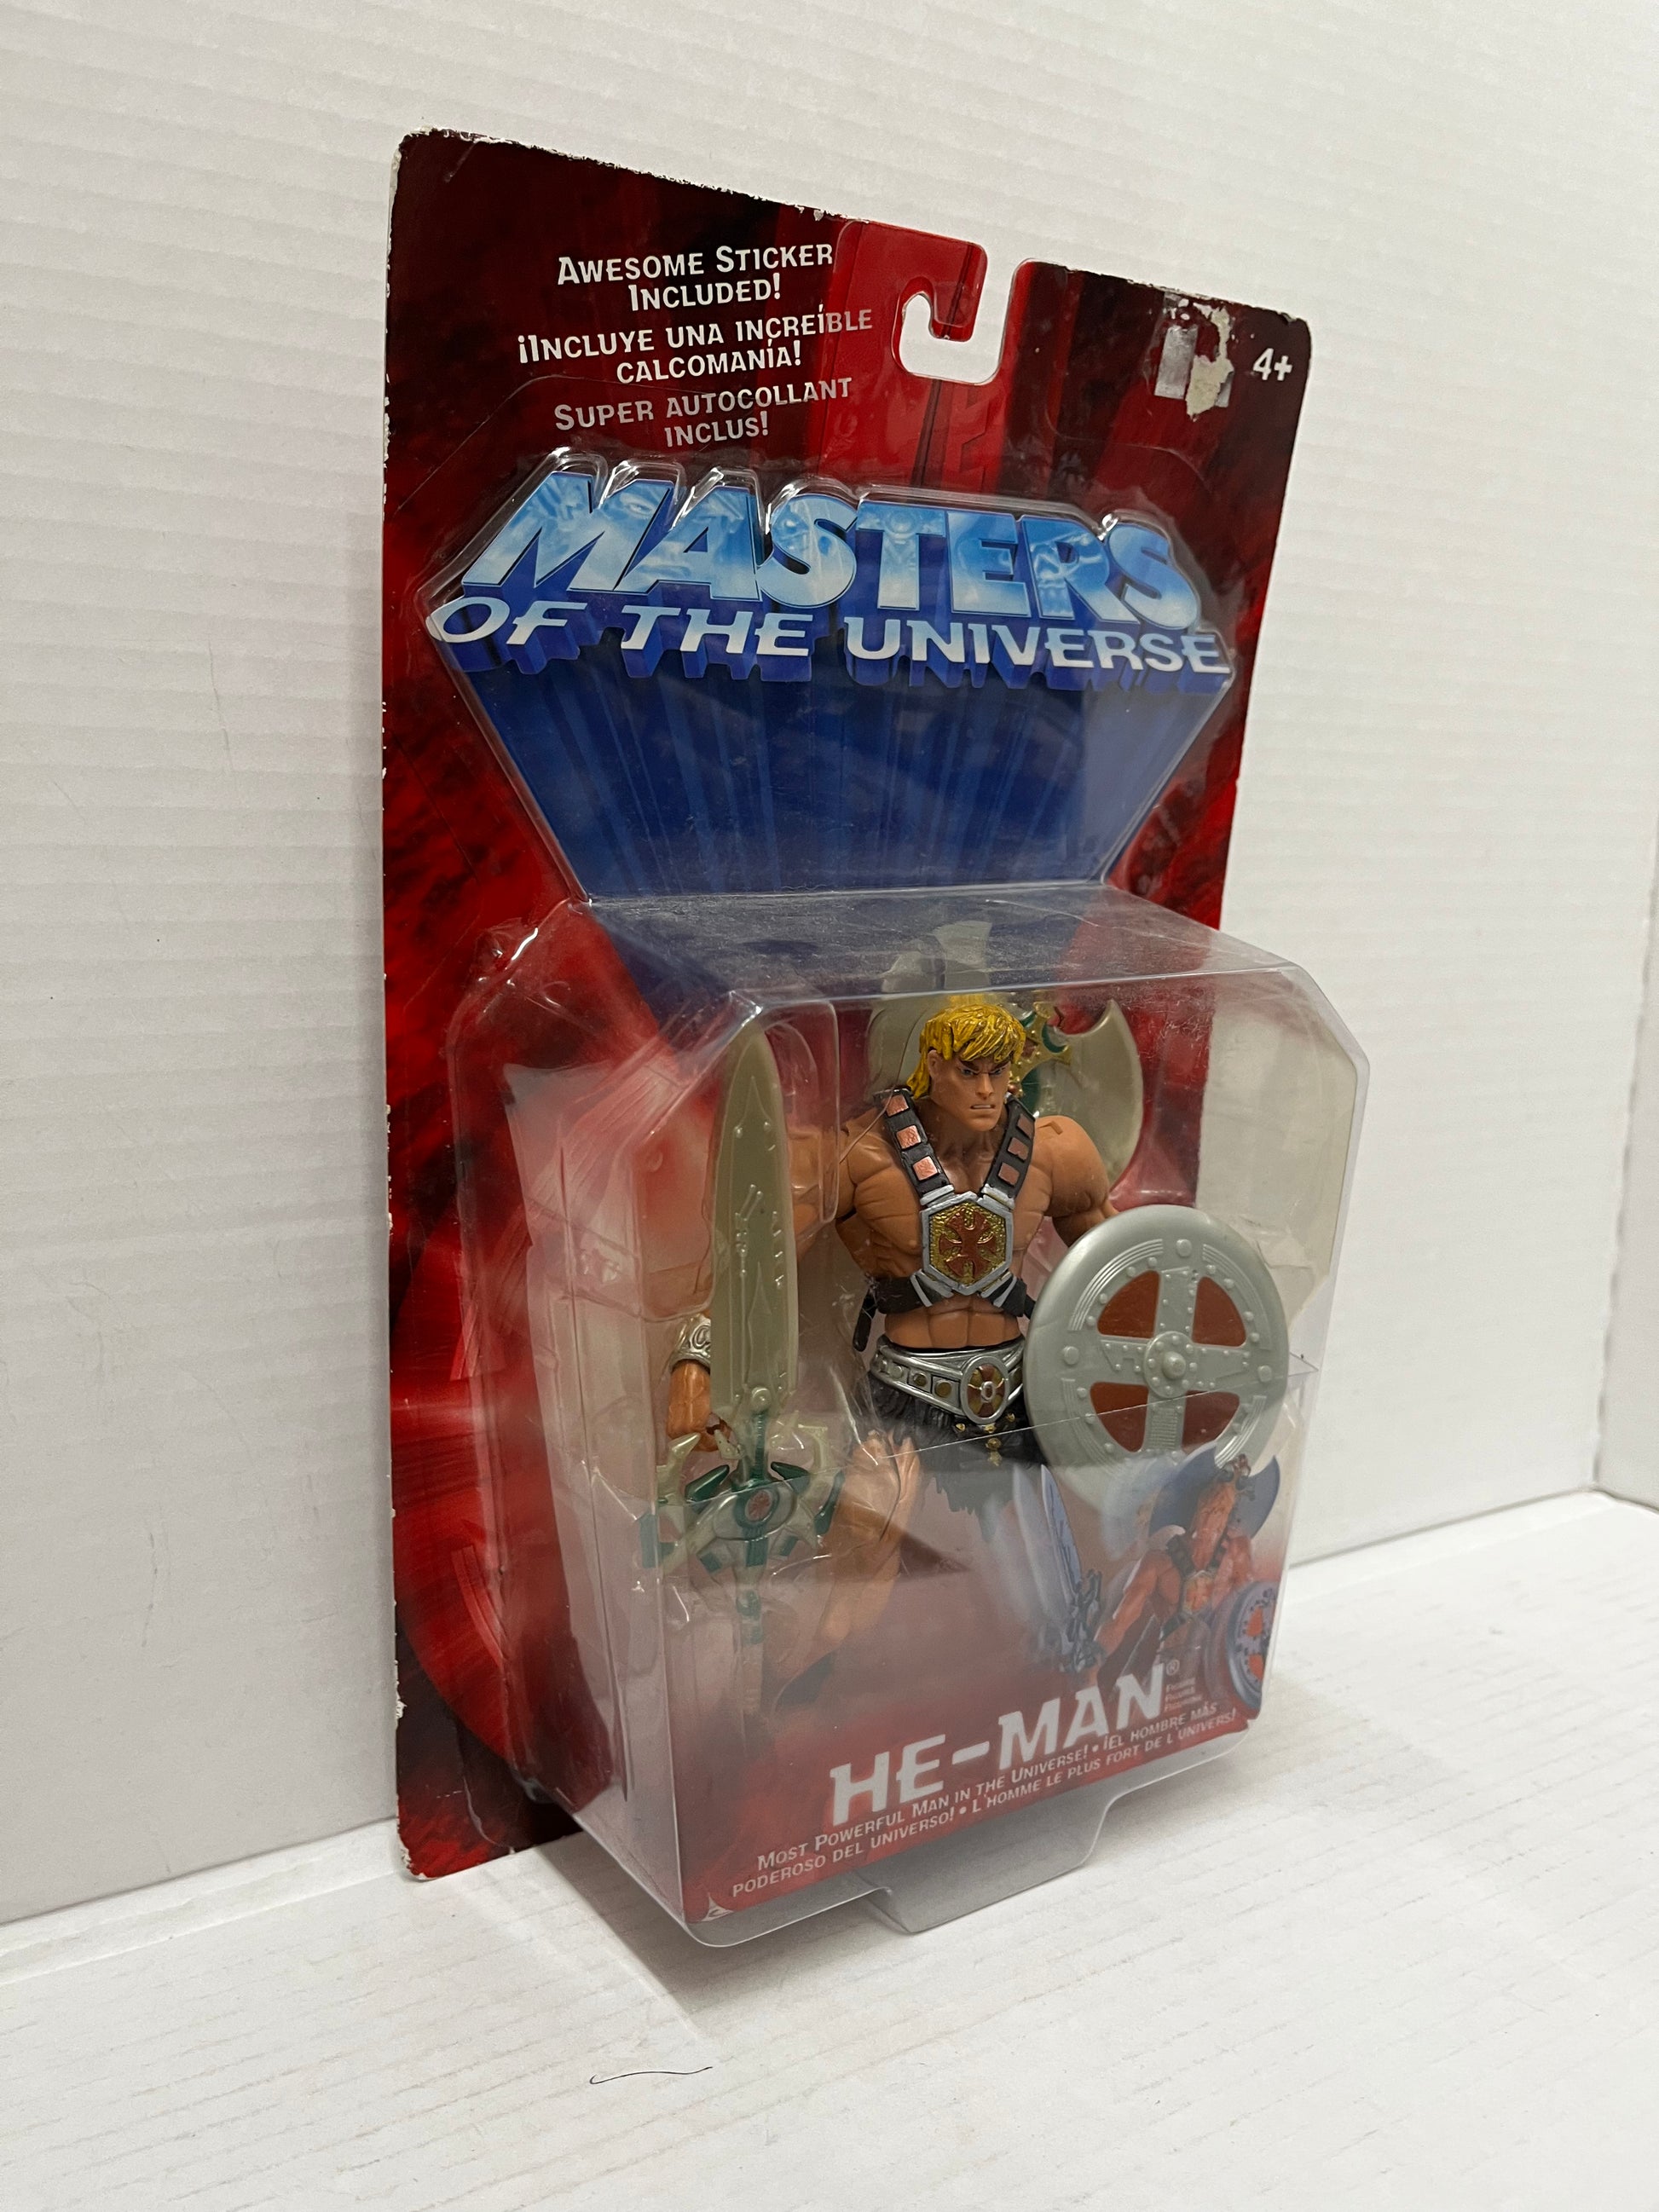 AWESOME STICKER
INCLUDED!
¡INCLUYE UNA INCREÍBLE
CALCOMANÍA!
SUPER AUTOCOLLANT
INCLUS!
4+
MASTERS
OF THE UNIVERSE
HE-MAN®
MOST POWERFUL MAN IN THE UNIVERSE! • ¡EL HOMBRE MÁS
PODEROSO DEL UNIVERSO! • L'HOMME LE PLUS FORT DE L'UNIVERS!